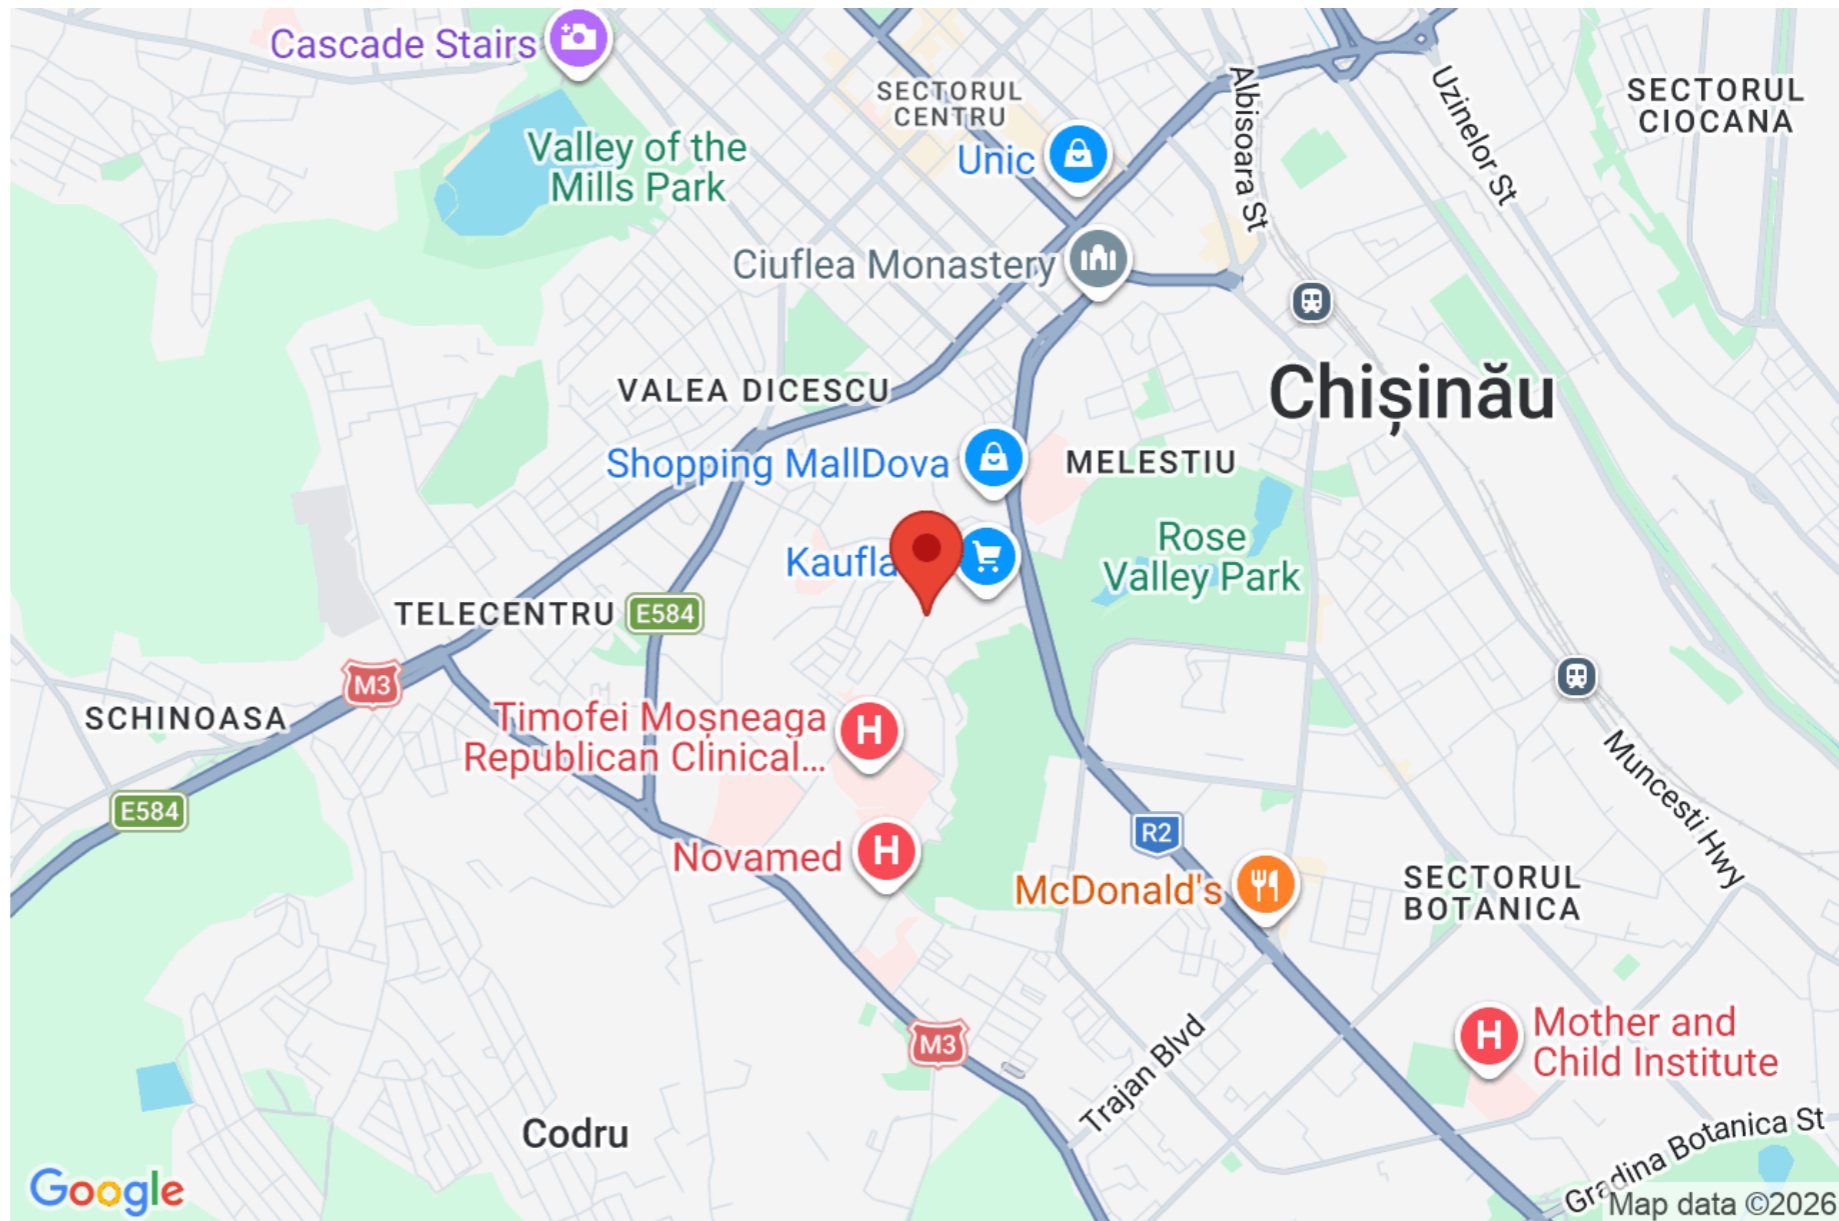 Cascade Stairs
SECTORUL
CENTRU
Albisoara St
Uzinelor St
SECTORUL
CIOCANA
Valley of the
Mills Park
Unic
Ciuflea Monastery
Chișinău
VALEA DICESCU
Shopping MallDova
MELESTIU
Rose
Valley Park
Kaufla
TELECENTRU
E584
M3
SCHINOASA
Timofei Moșneaga
Republican Clinical...
H
E584
Muncesti Hwy
R2
Novamed
H
McDonald's
SECTORUL
BOTANICA
M3
Trajan Blvd
H
Mother and
Child Institute
Codru
Gradina Botanica St
Google
Map data ©2026